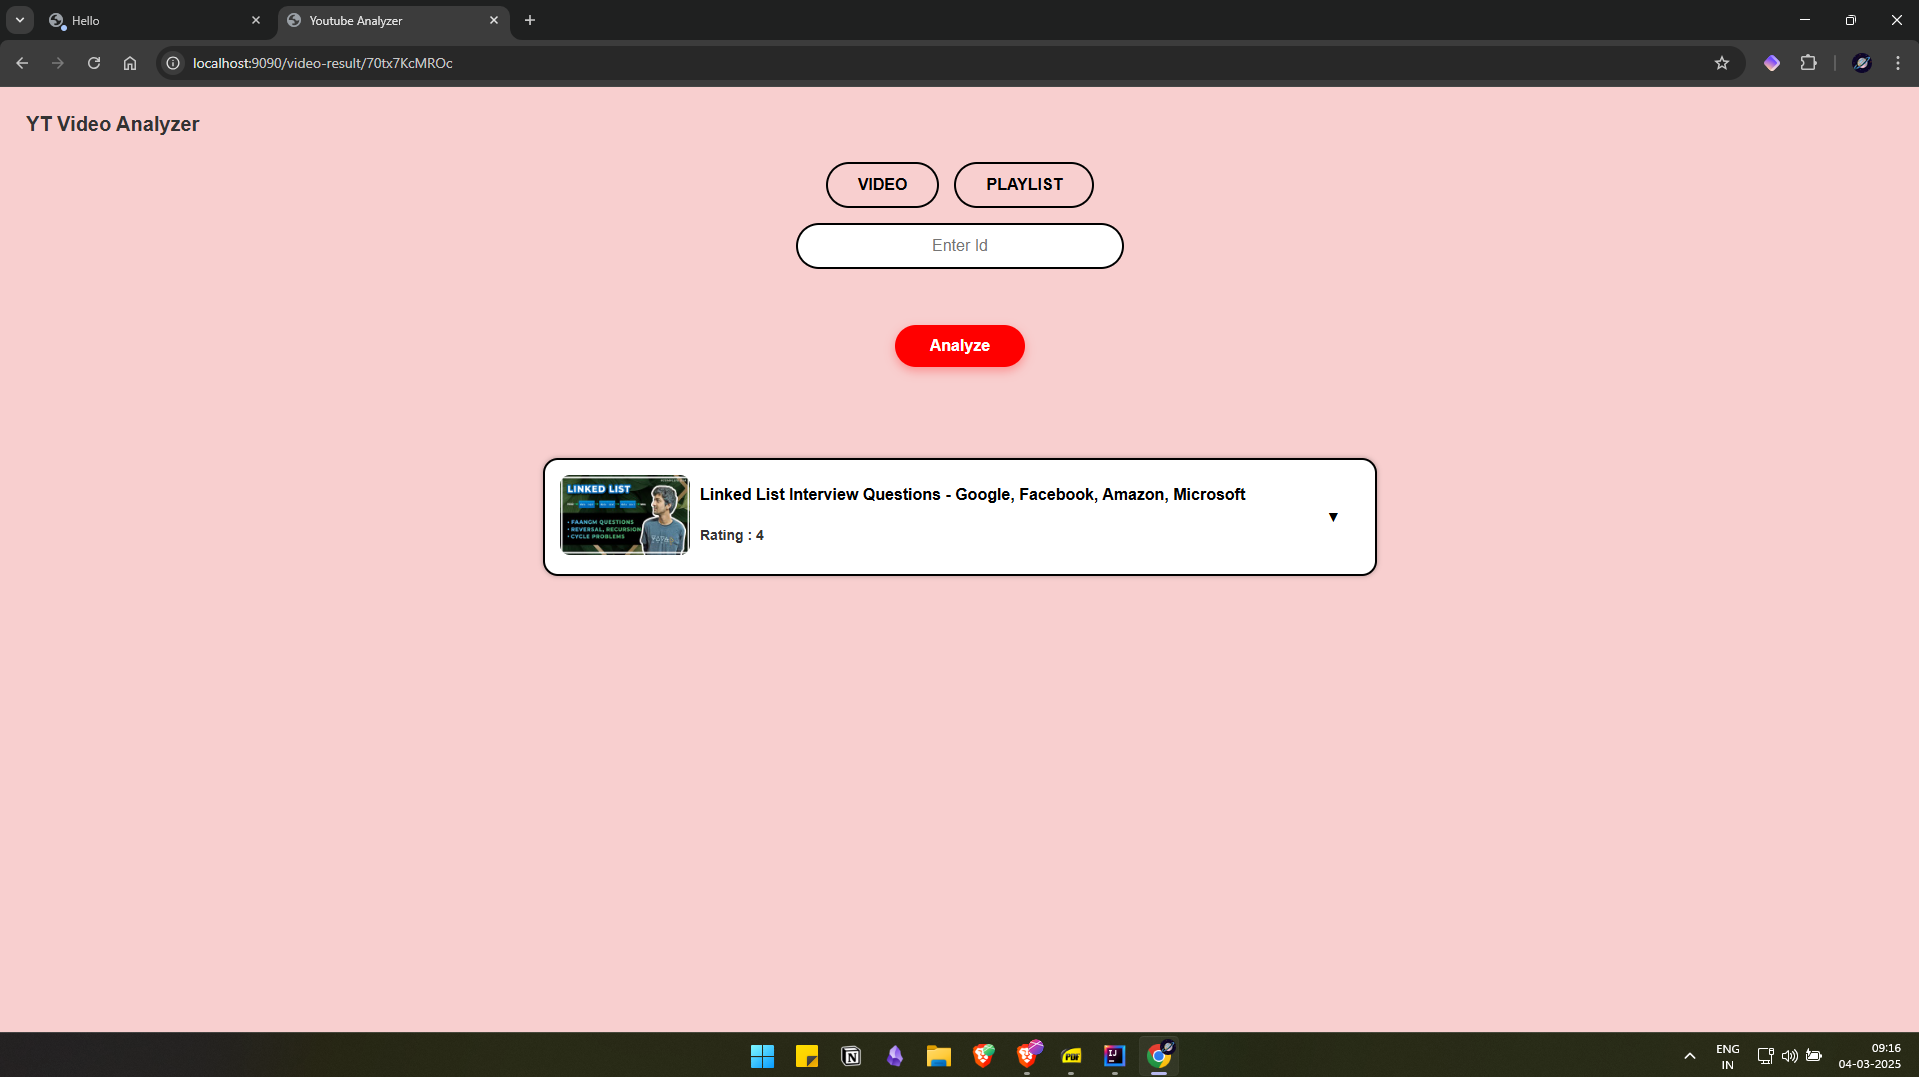 Hello
Youtube Analyzer
localhost:9090/video-result/70tx7KcMROc
YT Video Analyzer
VIDEO
PLAYLIST
Enter Id
Analyze
LINKED LIST
• FAANGM QUESTIONS
• REVERSAL, RECURSION
• CYCLE PROBLEMS
Linked List Interview Questions - Google, Facebook, Amazon, Microsoft
▼
Rating : 4
PDF
IJ
ENG
IN
09:16
04-03-2025